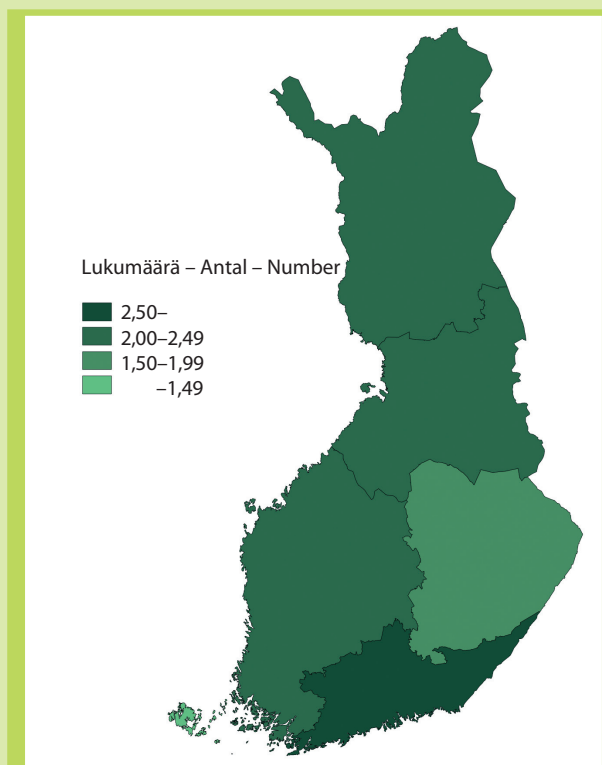 Lukumäärä – Antal – Number
2,50–
2,00–2,49
1,50–1,99
–1,49